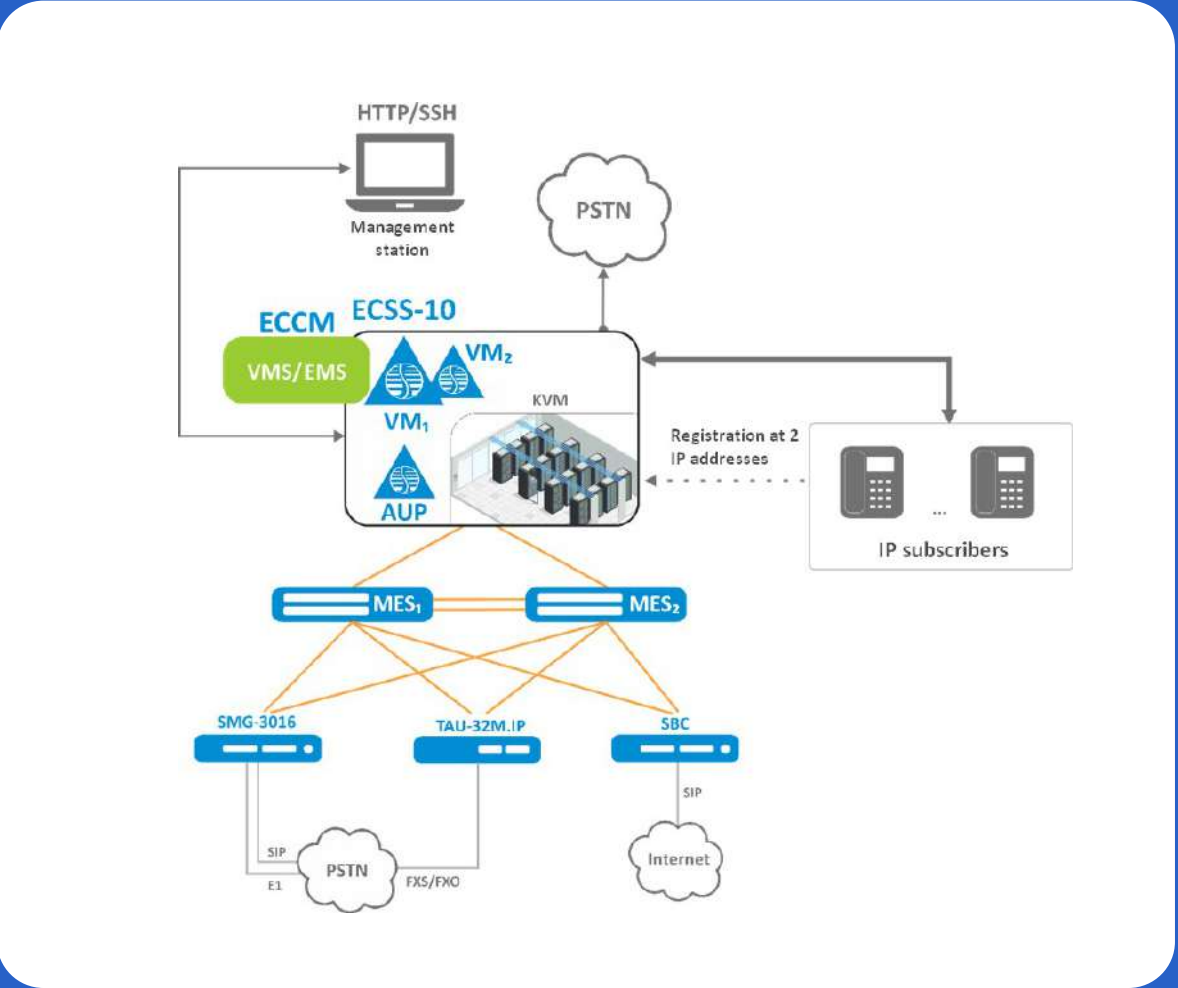 HTTP/SSH
Management
station
PSTN
ECSS-10
ECCM
VMS/EMS
VM₂
VM₁
KVM
AUP
Registration at 2
IP addresses
...
IP subscribers
MES₁
MES₂
SMG-3016
TAU-32M.IP
SBC
SIP
SIP
E1
PSTN
FXS/FXO
Internet